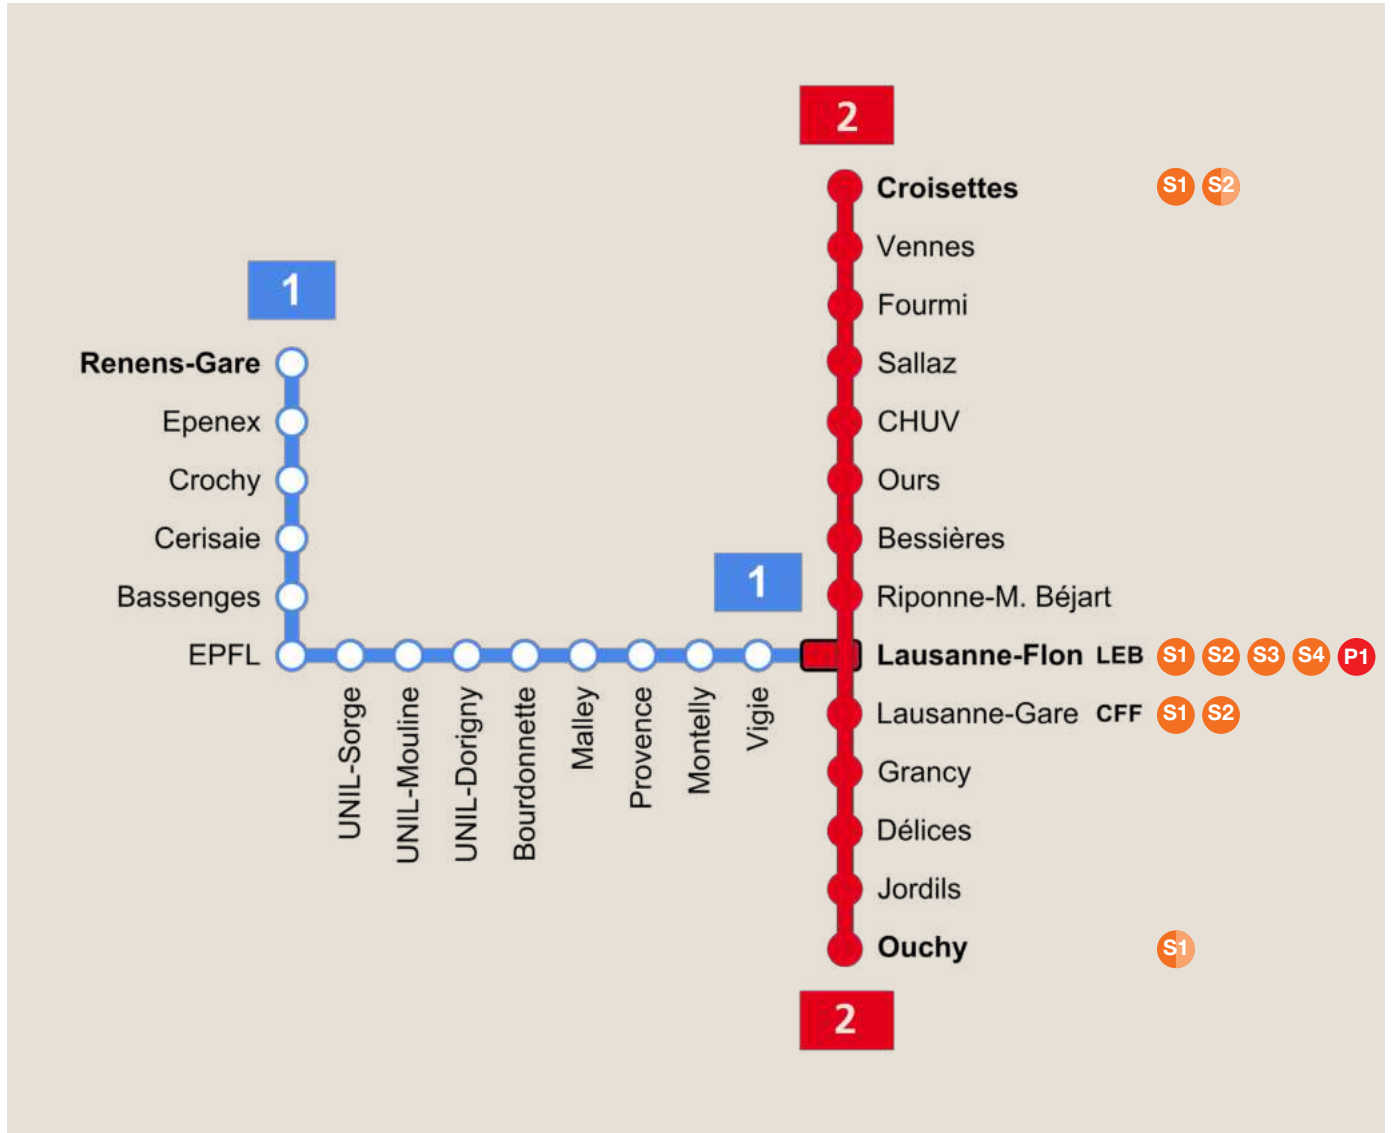 2
Croisettes S1 S2
Vennes
Fourmi
Sallaz
CHUV
Ours
Bessières
Riponne-M. Béjart
Lausanne-Flon LEB S1 S2 S3 S4 P1
Lausanne-Gare CFF S1 S2
Grancy
Délices
Jordils
Ouchy S1
2
1
Renens-Gare
Epenex
Crochy
Cerisaie
Bassenges
EPFL
UNIL-Sorge
UNIL-Mouline
UNIL-Dorigny
Bourdonnette
Malley
Provence
Montelly
Vigie
1